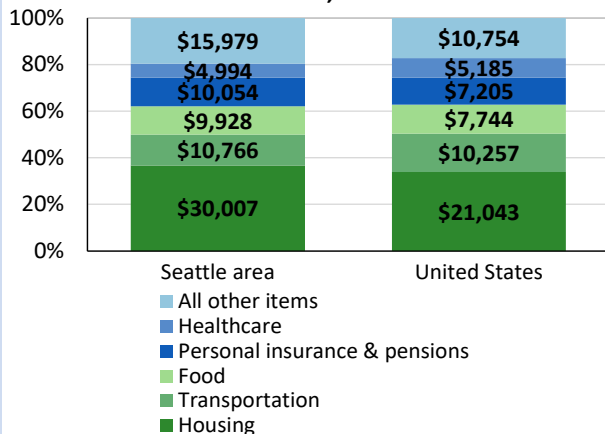 100%
80%
60%
40%
20%
0%
$15,979
$4,994
$10,054
$9,928
$10,766
$30,007
$10,754
$5,185
$7,205
$7,744
$10,257
$21,043
Seattle area
United States
All other items
Healthcare
Personal insurance & pensions
Food
Transportation
Housing